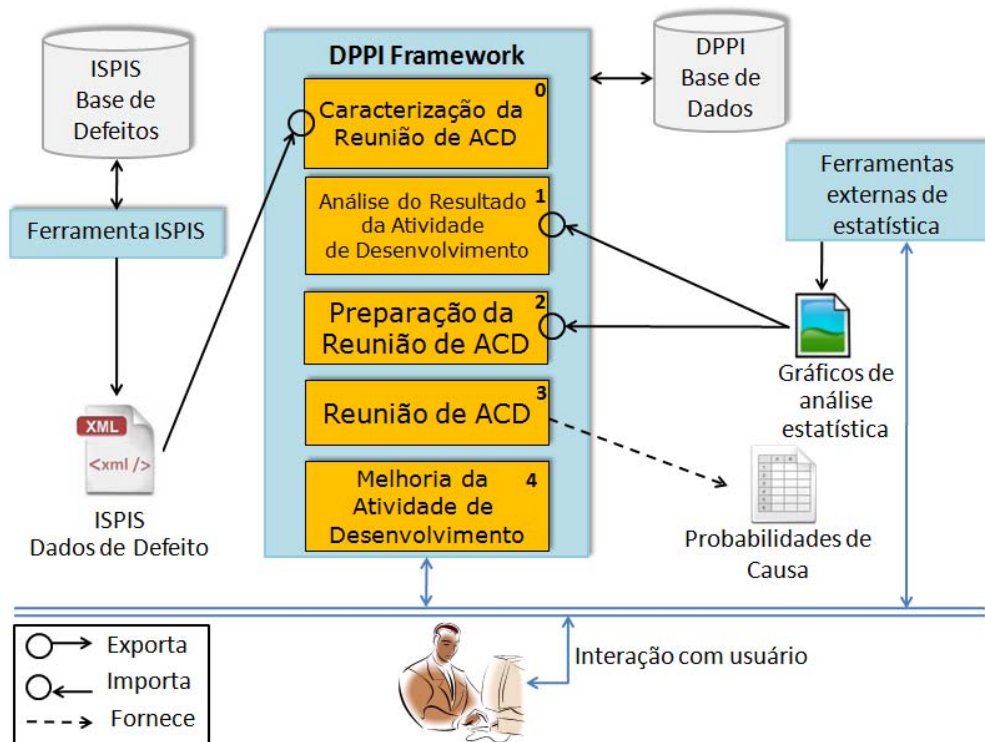 ISPIS
Base de
Defeitos
Ferramenta ISPIS
XML
<xml />
ISPIS
Dados de Defeito
DPPI Framework
0
Caracterização da
Reunião de ACD
1
Análise do Resultado
da Atividade
de Desenvolvimento
2
Preparação da
Reunião de ACD
3
Reunião de ACD
4
Melhoria da
Atividade de
Desenvolvimento
DPPI
Base de
Dados
Ferramentas
externas de
estatística
Gráficos de
análise
estatística
Probabilidades de
Causa
Exporta
Importa
Fornece
Interação com usuário